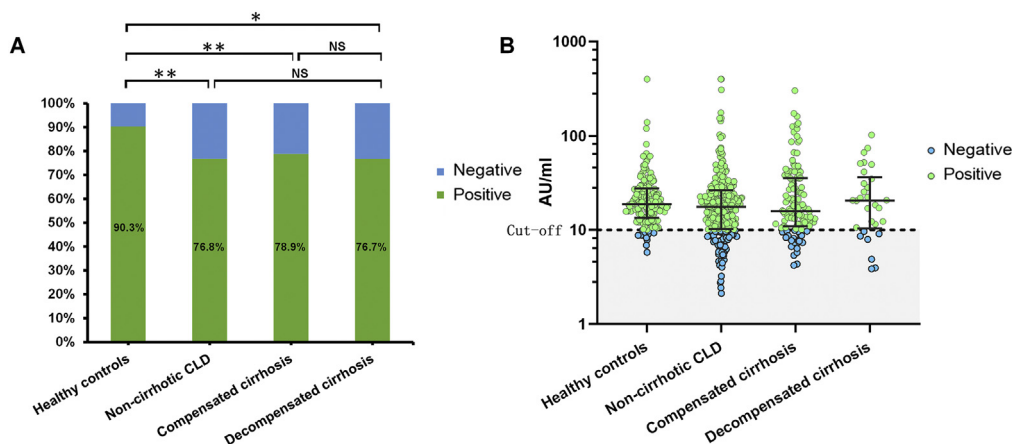 A
*
**
NS
**
NS
100%
90%
80%
70%
60%
50%
40%
30%
20%
10%
0%
90.3%
76.8%
78.9%
76.7%
Negative
Positive
Healthy controls
Non-cirrhotic CLD
Compensated cirrhosis
Decompensated cirrhosis
B
AU/ml
1000
100
10
1
Cut-off
Negative
Positive
Healthy controls
Non-cirrhotic CLD
Compensated cirrhosis
Decompensated cirrhosis